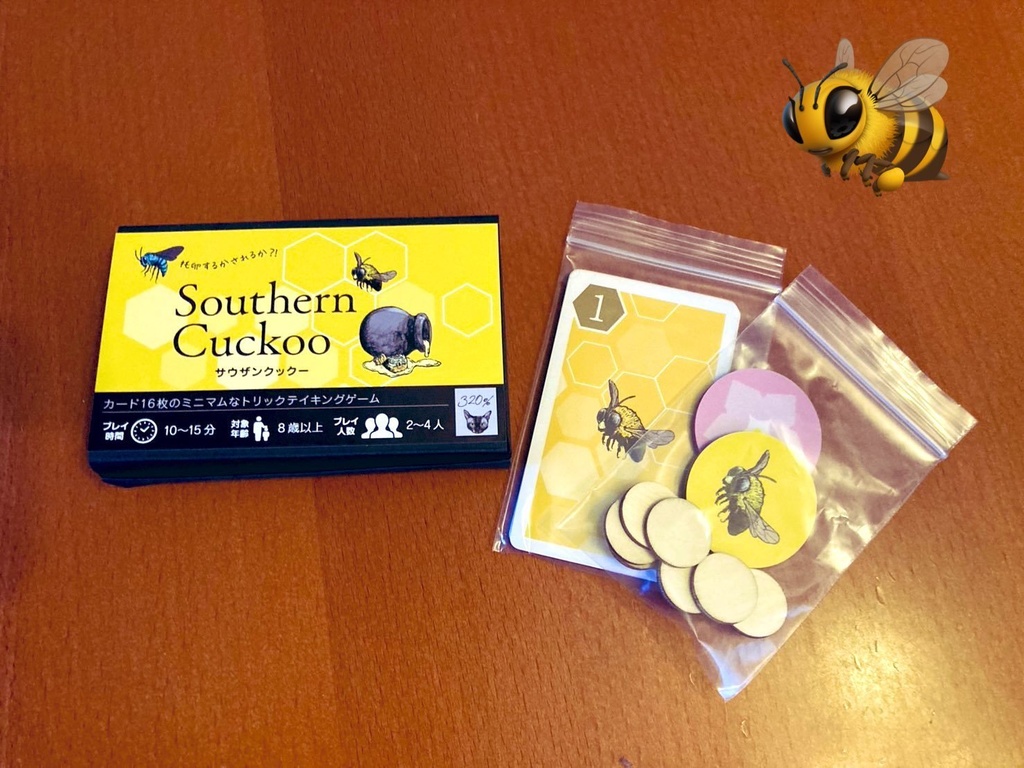 托卵するかされるか?!
Southern
Cuckoo
サウザンクックー
カード16枚のミニマムなトリックテイキングゲーム
320%
プレイ時間 10〜15分 対象年齢 8歳以上 プレイ人数 2〜4人
1